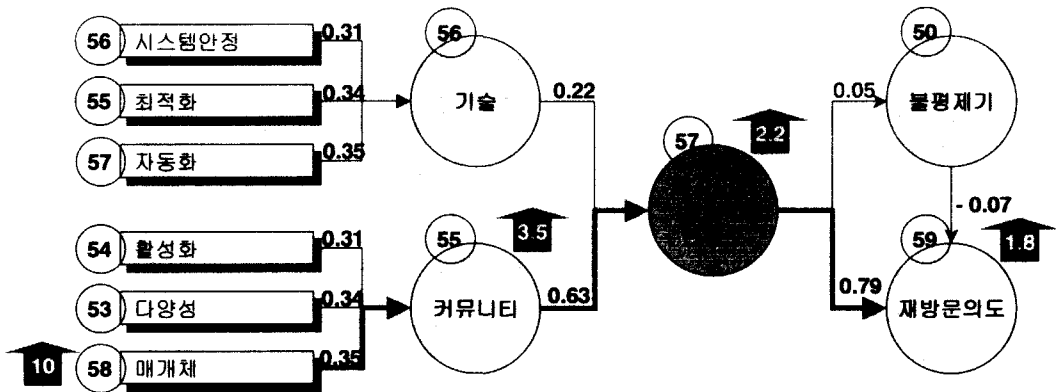 56 시스템안정 0.31
55 최적화 0.34
57 자동화 0.35
56
기술
0.22
54 활성화 0.31
53 다양성 0.34
10 58 매개체 0.35
55
3.5
커뮤니티
0.63
57
2.2
50
0.05
불평제기
- 0.07
59
1.8
0.79
재방문의도